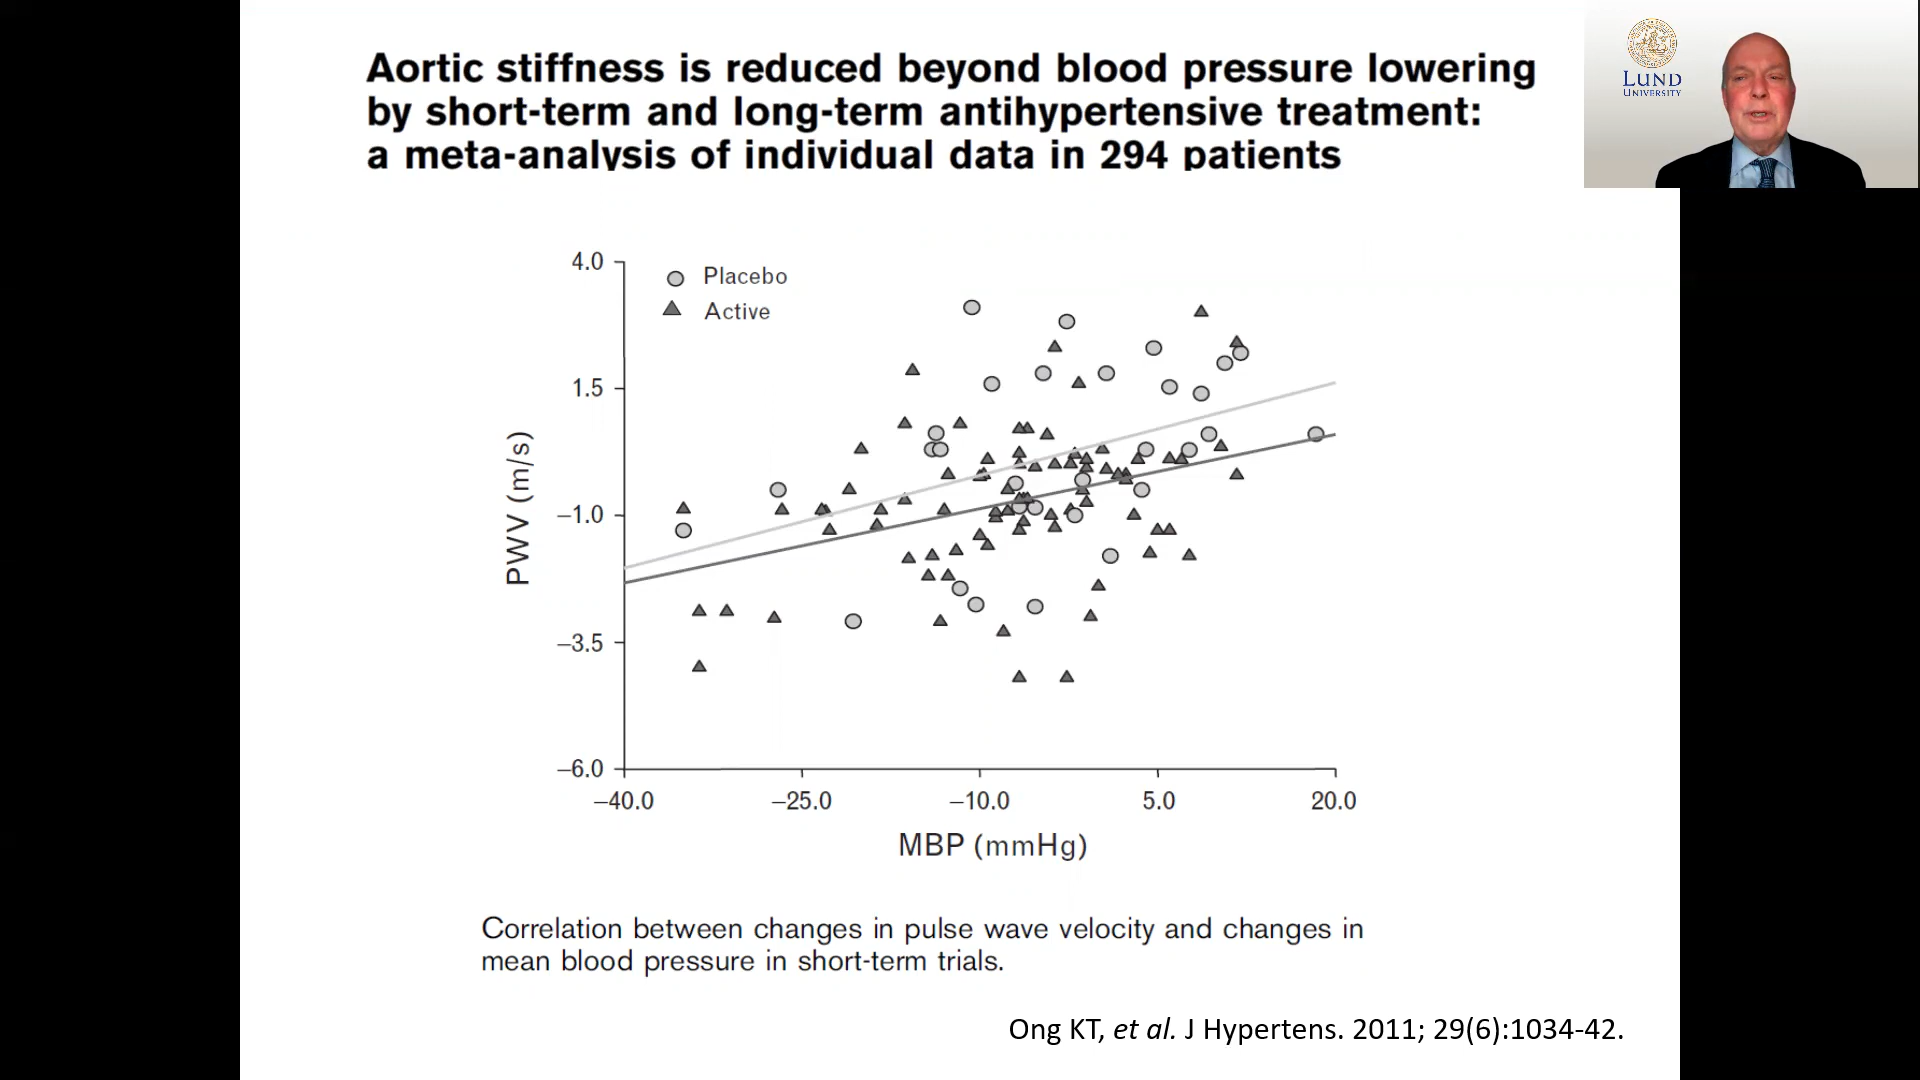 Aortic stiffness is reduced beyond blood pressure lowering
by short-term and long-term antihypertensive treatment:
a meta-analysis of individual data in 294 patients
LUND
UNIVERSITY
4.0
Placebo
Active
1.5
PWV (m/s)
−1.0
−3.5
−6.0
−40.0 −25.0 −10.0 5.0 20.0
MBP (mmHg)
Correlation between changes in pulse wave velocity and changes in
mean blood pressure in short-term trials.
Ong KT, et al. J Hypertens. 2011; 29(6):1034-42.